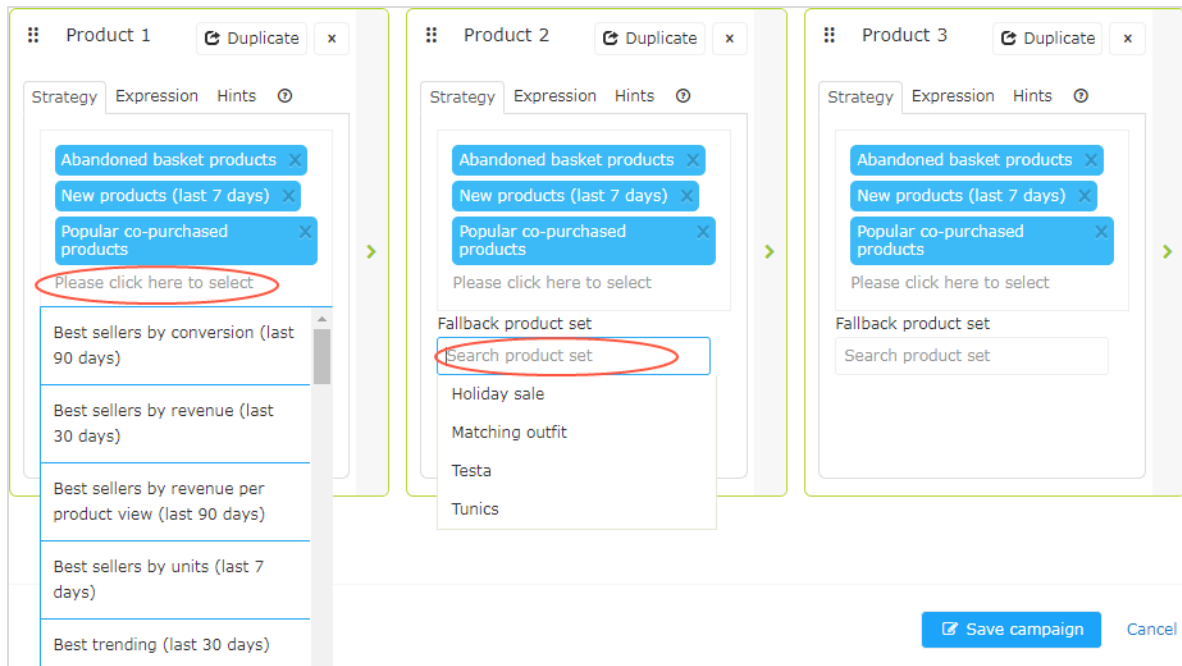 Product 1
Duplicate
x
Strategy
Expression
Hints
Abandoned basket products X
New products (last 7 days) X
Popular co-purchased X
products
Please click here to select
Best sellers by conversion (last
90 days)
Best sellers by revenue (last
30 days)
Best sellers by revenue per
product view (last 90 days)
Best sellers by units (last 7
days)
Best trending (last 30 days)
Product 2
Duplicate
x
Strategy
Expression
Hints
Abandoned basket products X
New products (last 7 days) X
Popular co-purchased X
products
Please click here to select
Fallback product set
Search product set
Holiday sale
Matching outfit
Testa
Tunics
Product 3
Duplicate
x
Strategy
Expression
Hints
Abandoned basket products X
New products (last 7 days) X
Popular co-purchased X
products
Please click here to select
Fallback product set
Search product set
Save campaign
Cancel